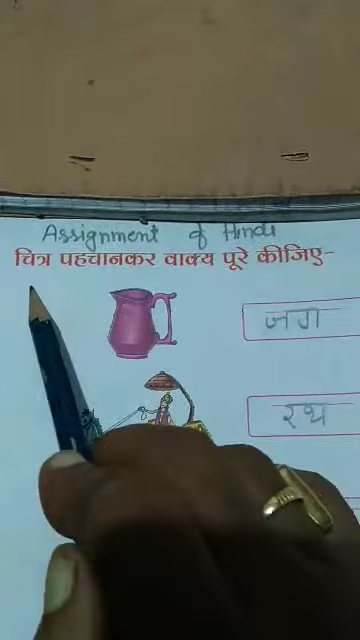 Assignment of Hindi
चित्र पहचानकर वाक्य पूरे कीजिए-
जग
रथ